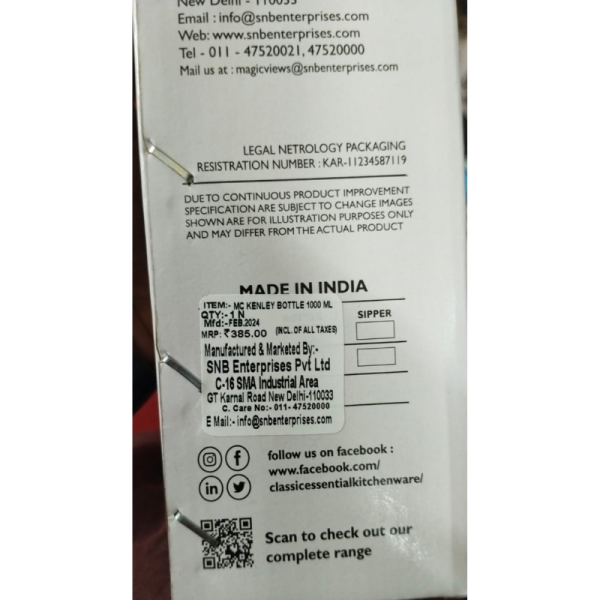 New Delhi - 110033
Email : info@snbenterprises.com
Web: www.snbenterprises.com
Tel - 011 - 47520021, 47520000
Mail us at : magicviews@snbenterprises.com
LEGAL NETROLOGY PACKAGING
RESISTRATION NUMBER : KAR-11234587119
DUE TO CONTINUOUS PRODUCT IMPROVEMENT
SPECIFICATION ARE SUBJECT TO CHANGE IMAGES
SHOWN ARE FOR ILLUSTRATION PURPOSES ONLY
AND MAY DIFFER FROM THE ACTUAL PRODUCT
MADE IN INDIA
ITEM:- MC KENLEY BOTTLE 1000 ML
QTY:- 1 N
Mfd:-FEB.2024
MRP: ₹385.00 (INCL. OF ALL TAXES)
Manufactured & Marketed By:-
SNB Enterprises Pvt Ltd
C-16 SMA Industrial Area
GT Karnal Road New Delhi-110033
C. Care No:- 011- 47520000
E Mail:- info@snbenterprises.com
SIPPER
follow us on facebook :
www.facebook.com/
classicessentialkitchenware/
Scan to check out our
complete range